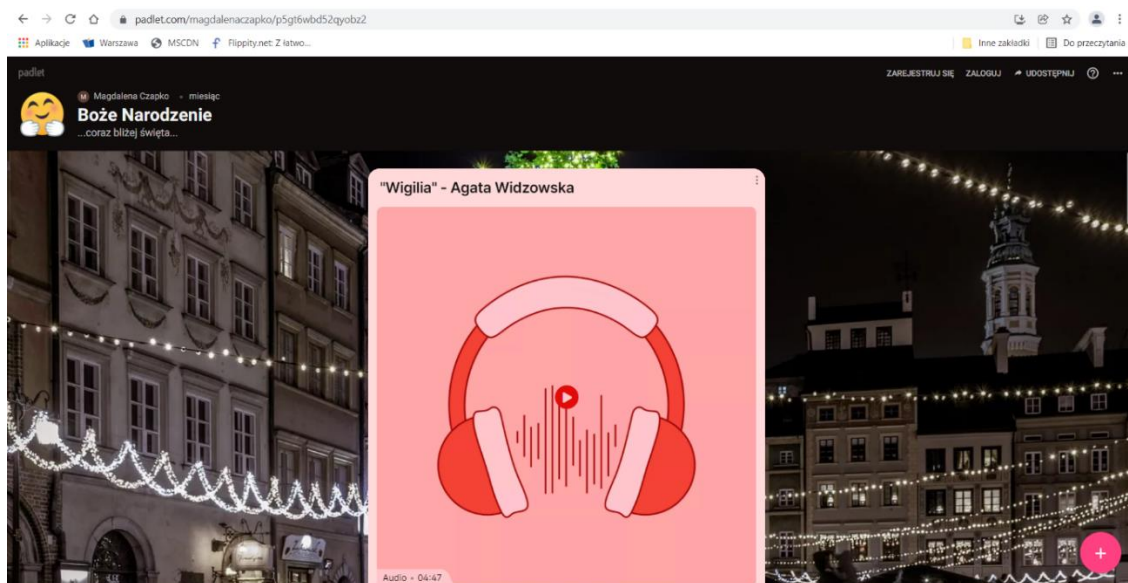 padlet.com/magdalenaczapko/p5gt6wbd52qyobz2
Aplikacje Warszawa MSCDN Flippity.net: Z łatwo... Inne zakładki Do przeczytania
padlet ZAREJESTRUJ SIĘ ZALOGUJ UDOSTĘPNIJ
M Magdalena Czapko • miesiąc
Boże Narodzenie
...coraz bliżej święta...
"Wigilia" - Agata Widzowska
Audio • 04:47